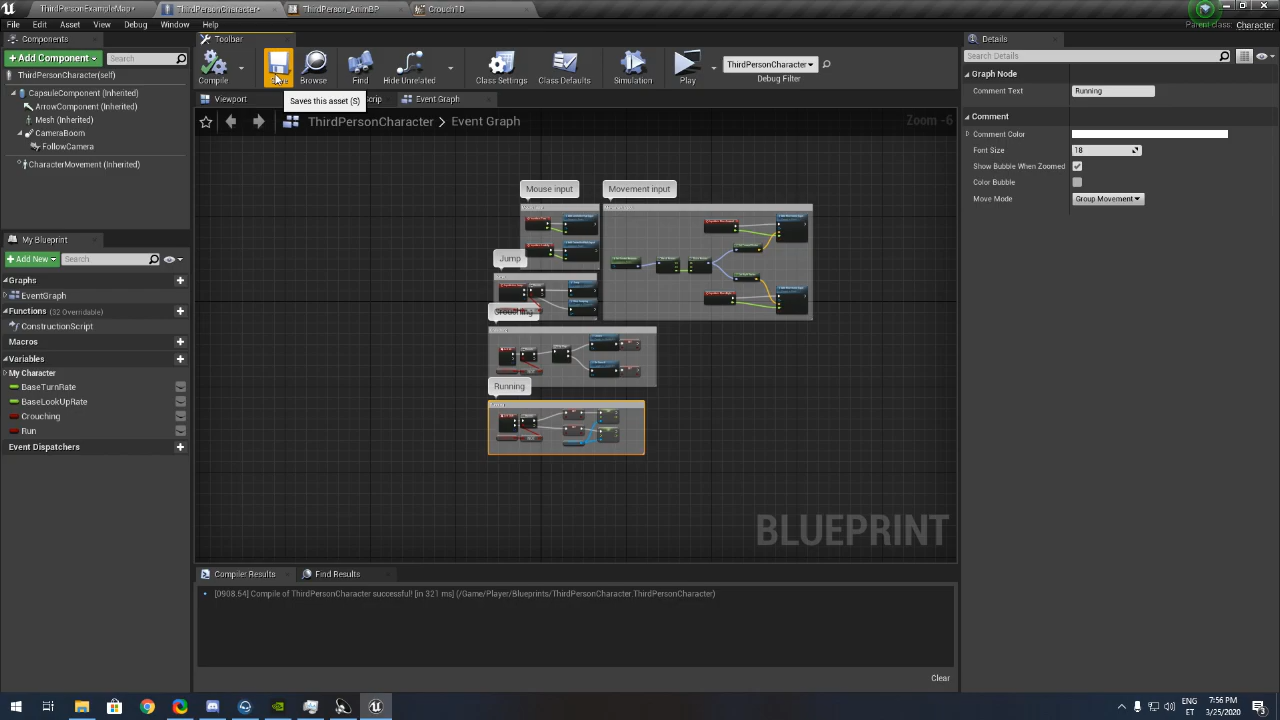 ThirdPersonExampleMap*
ThirdPersonCharacter*
ThirdPerson_AnimBP
Crouch1D
File
Edit
Asset
View
Debug
Window
Help
Parent class:
Character
Components
Toolbar
Details
+ Add Component
Search
ThirdPersonCharacter(self)
CapsuleComponent (Inherited)
ArrowComponent (Inherited)
Mesh (Inherited)
CameraBoom
FollowCamera
CharacterMovement (Inherited)
Compile
Browse
Find
Hide Unrelated
Class Settings
Class Defaults
Simulation
Play
ThirdPersonCharacter
Debug Filter
Saves this asset (S)
Viewport
Event Graph
ThirdPersonCharacter > Event Graph
Zoom -6
Mouse input
Movement input
Jump
Crouching
Running
BLUEPRINT
My Blueprint
+ Add New
Search
Graphs
EventGraph
Functions (32 Overridable)
ConstructionScript
Macros
Variables
My Character
BaseTurnRate
BaseLookUpRate
Crouching
Run
Event Dispatchers
Compiler Results
Find Results
[0908.54] Compile of ThirdPersonCharacter successful! [in 321 ms] (/Game/Player/Blueprints/ThirdPersonCharacter.ThirdPersonCharacter)
Clear
Search Details
Graph Node
Comment Text
Running
Comment
Comment Color
Font Size
18
Show Bubble When Zoomed
Color Bubble
Move Mode
Group Movement
ENG
ET
7:56 PM
3/25/2020